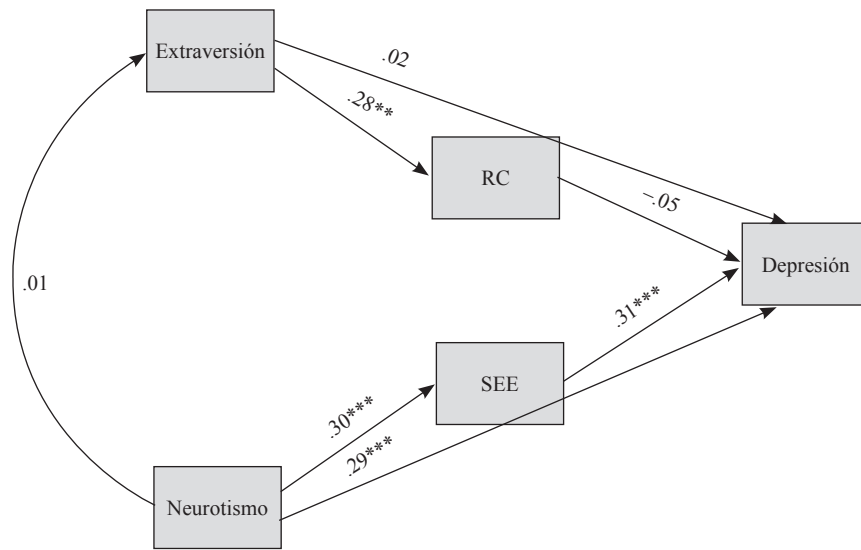 Extraversión
.02
.28**
RC
–.05
Depresión
.01
.31***
SEE
.30***
.29***
Neurotismo